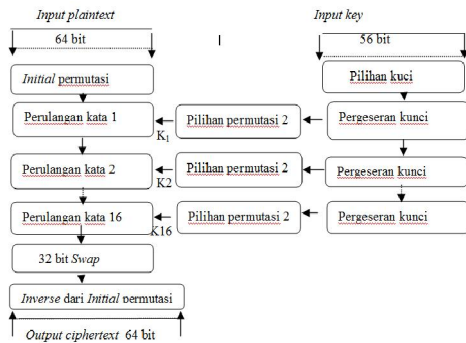 Input plaintext
Input key
64 bit
56 bit
Initial permutasi
Pilihan kuci
Perulangan kata 1
K1
Pilihan permutasi 2
Pergeseran kunci
Perulangan kata 2
K2
Pilihan permutasi 2
Pergeseran kunci
Perulangan kata 16
K16
Pilihan permutasi 2
Pergeseran kunci
32 bit Swap
Inverse dari Initial permutasi
Output ciphertext 64 bit